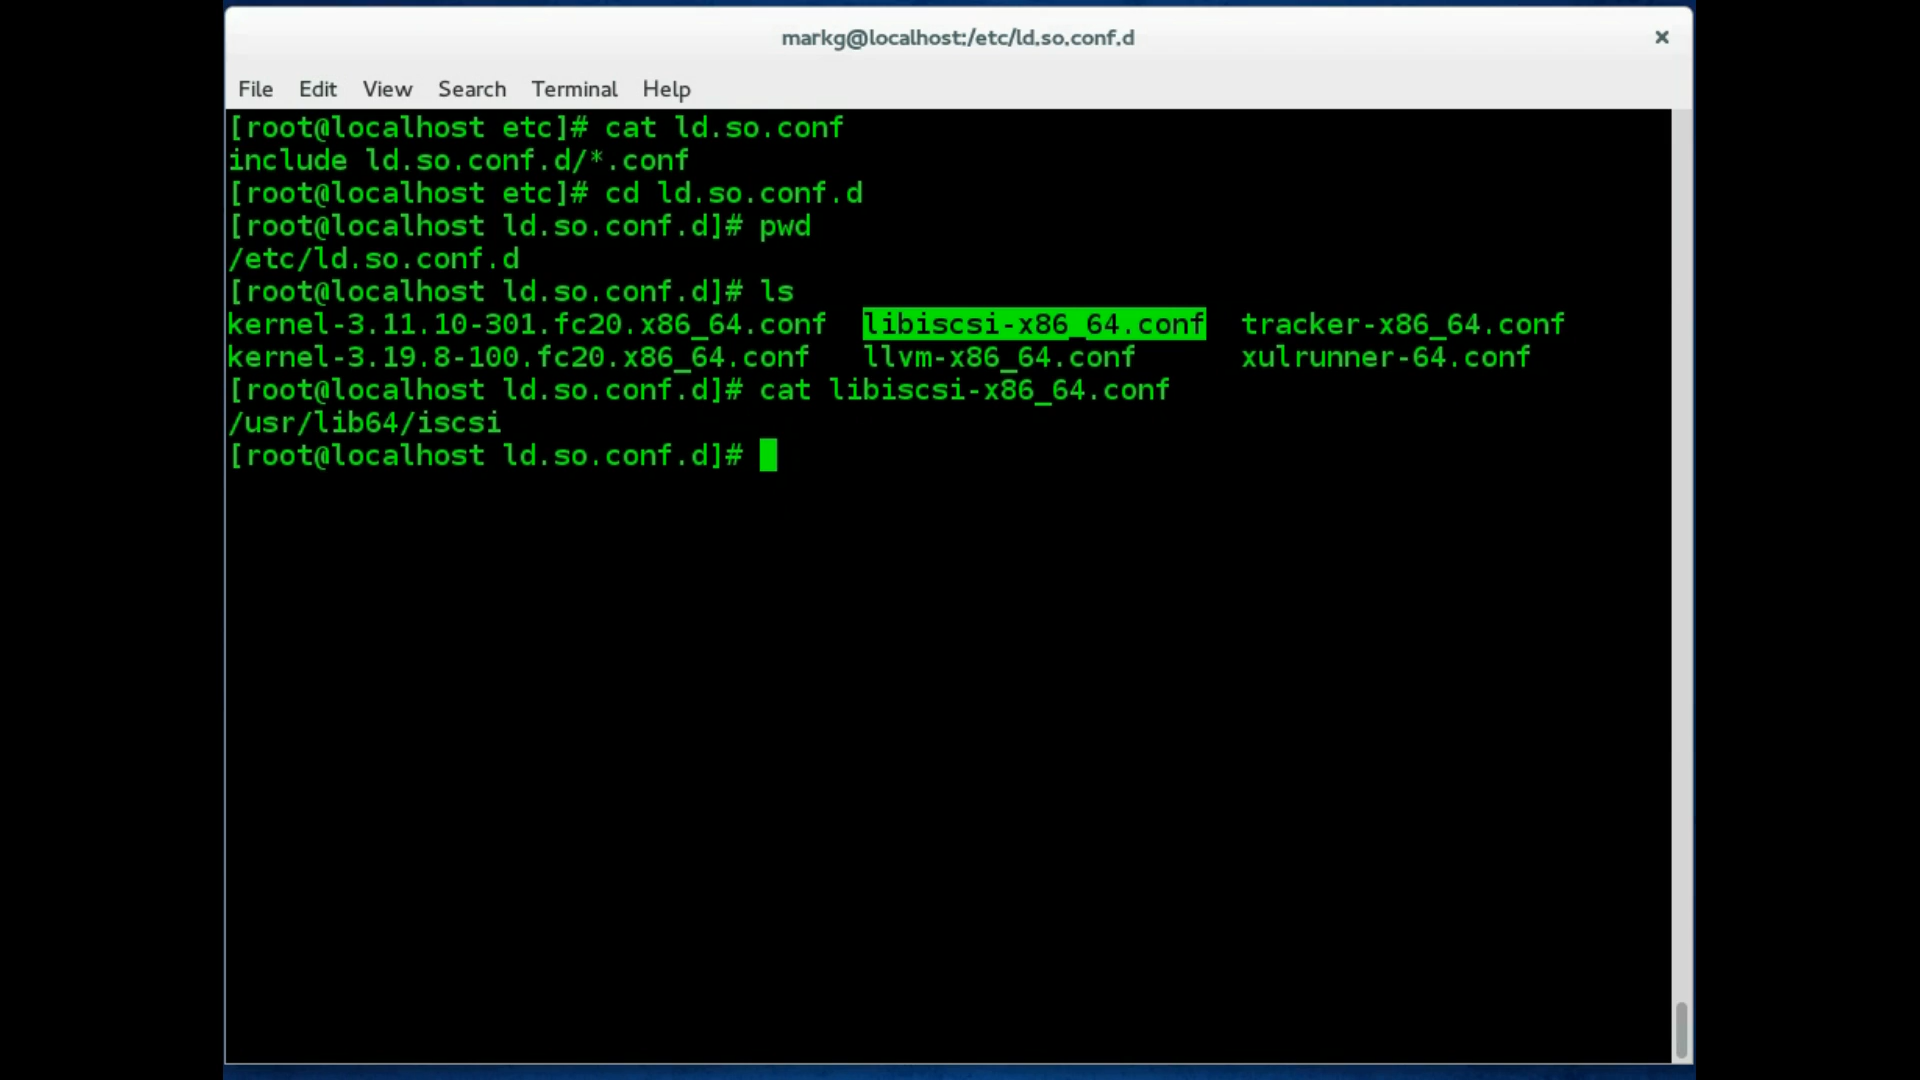 markg@localhost:/etc/ld.so.conf.d
File Edit View Search Terminal Help
[root@localhost etc]# cat ld.so.conf
include ld.so.conf.d/*.conf
[root@localhost etc]# cd ld.so.conf.d
[root@localhost ld.so.conf.d]# pwd
/etc/ld.so.conf.d
[root@localhost ld.so.conf.d]# ls
kernel-3.11.10-301.fc20.x86_64.conf libiscsi-x86_64.conf tracker-x86_64.conf
kernel-3.19.8-100.fc20.x86_64.conf llvm-x86_64.conf xulrunner-64.conf
[root@localhost ld.so.conf.d]# cat libiscsi-x86_64.conf
/usr/lib64/iscsi
[root@localhost ld.so.conf.d]#